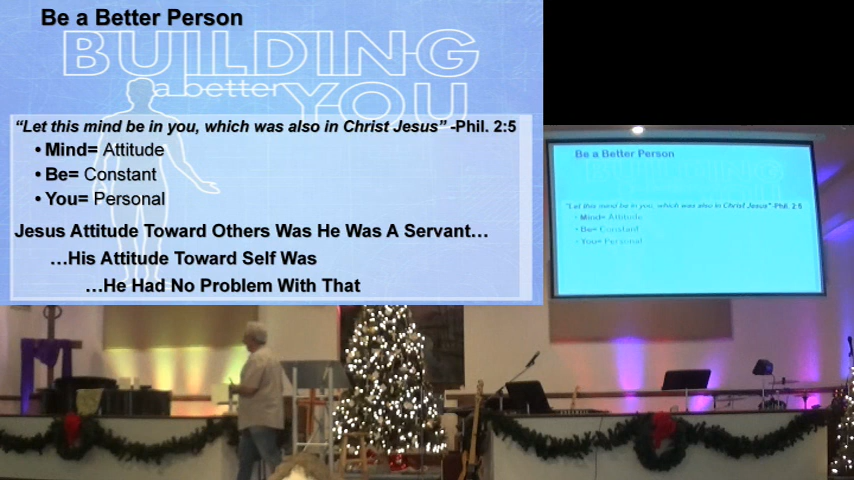 Be a Better Person
BUILDING
a better
YOU
“Let this mind be in you, which was also in Christ Jesus” -Phil. 2:5
• Mind= Attitude
• Be= Constant
• You= Personal
Jesus Attitude Toward Others Was He Was A Servant…
…His Attitude Toward Self Was
…He Had No Problem With That
Be a Better Person
"Let this mind be in you, which was also in Christ Jesus" -Phil. 2:5
• Mind= Attitude
• Be= Constant
• You= Personal